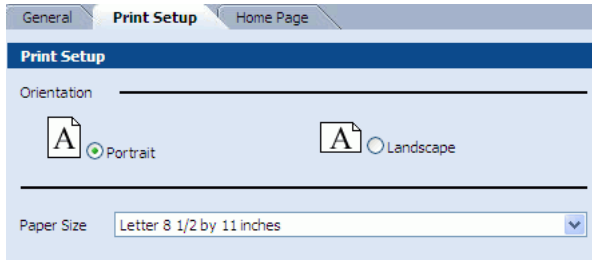 General Print Setup Home Page
Print Setup
Orientation
A Portrait A Landscape
Paper Size Letter 8 1/2 by 11 inches